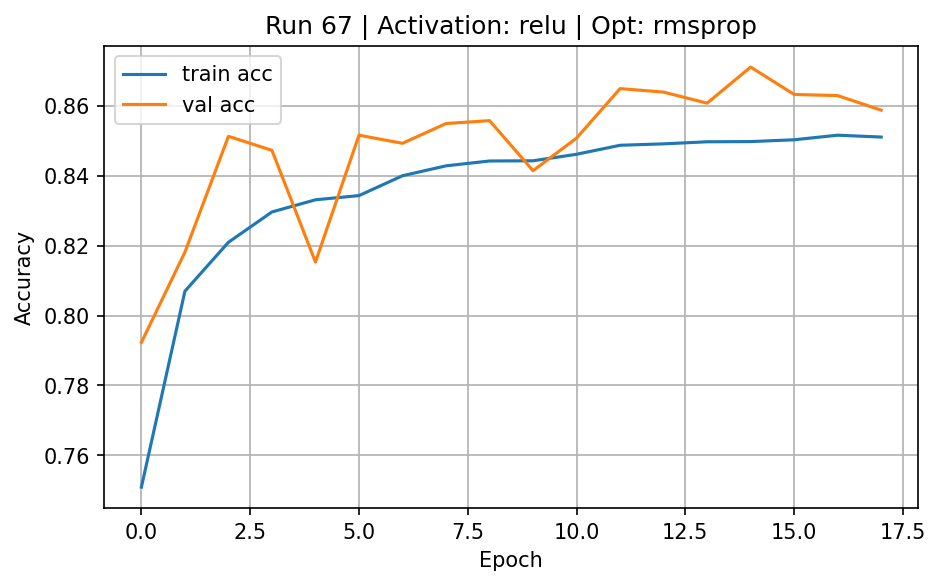 Run 67 | Activation: relu | Opt: rmsprop
train acc
val acc
0.86
0.84
0.82
0.80
0.78
0.76
Accuracy
0.0 2.5 5.0 7.5 10.0 12.5 15.0 17.5
Epoch